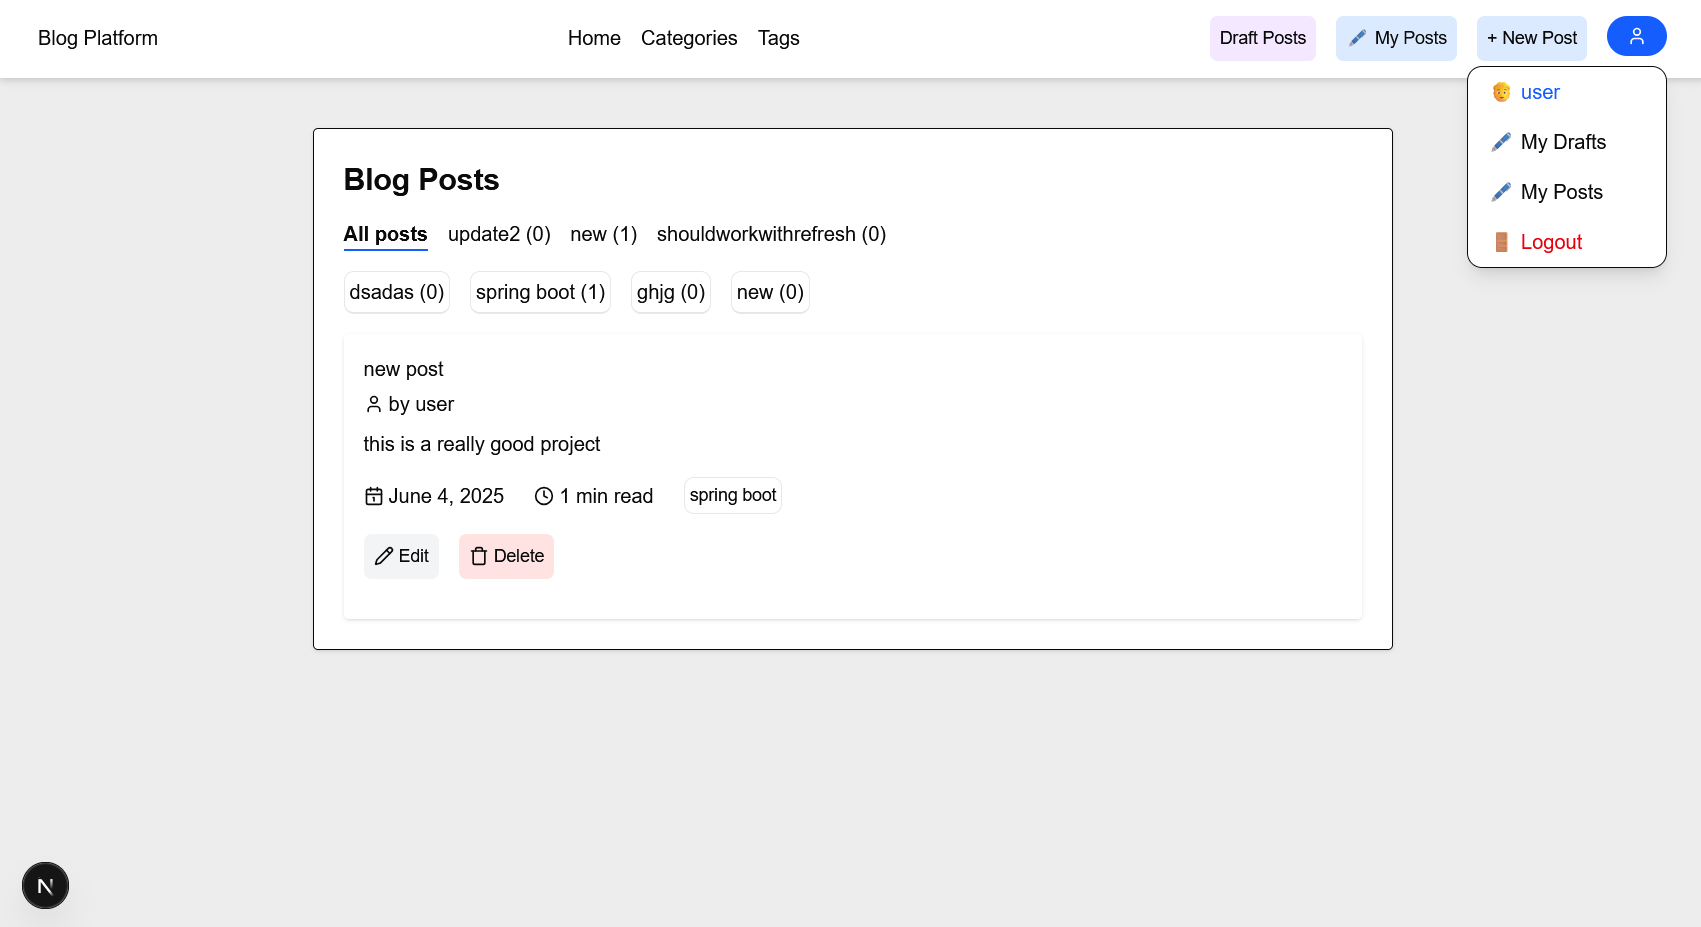 Blog Platform
Home Categories Tags
Draft Posts My Posts + New Post
user
My Drafts
My Posts
Logout
Blog Posts
All posts update2 (0) new (1) shouldworkwithrefresh (0)
dsadas (0) spring boot (1) ghjg (0) new (0)
new post
by user
this is a really good project
June 4, 2025 1 min read spring boot
Edit Delete
N